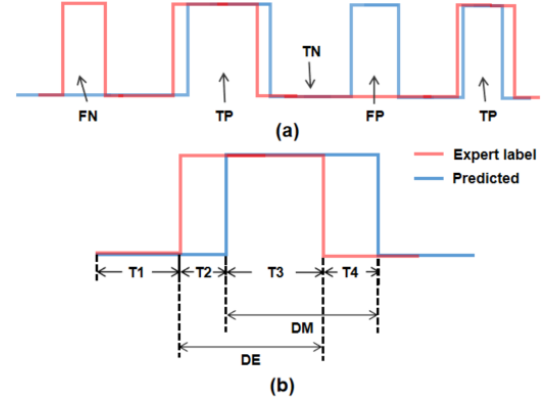 TN
FN
TP
FP
TP
(a)
Expert label
Predicted
T1
T2
T3
T4
DM
DE
(b)